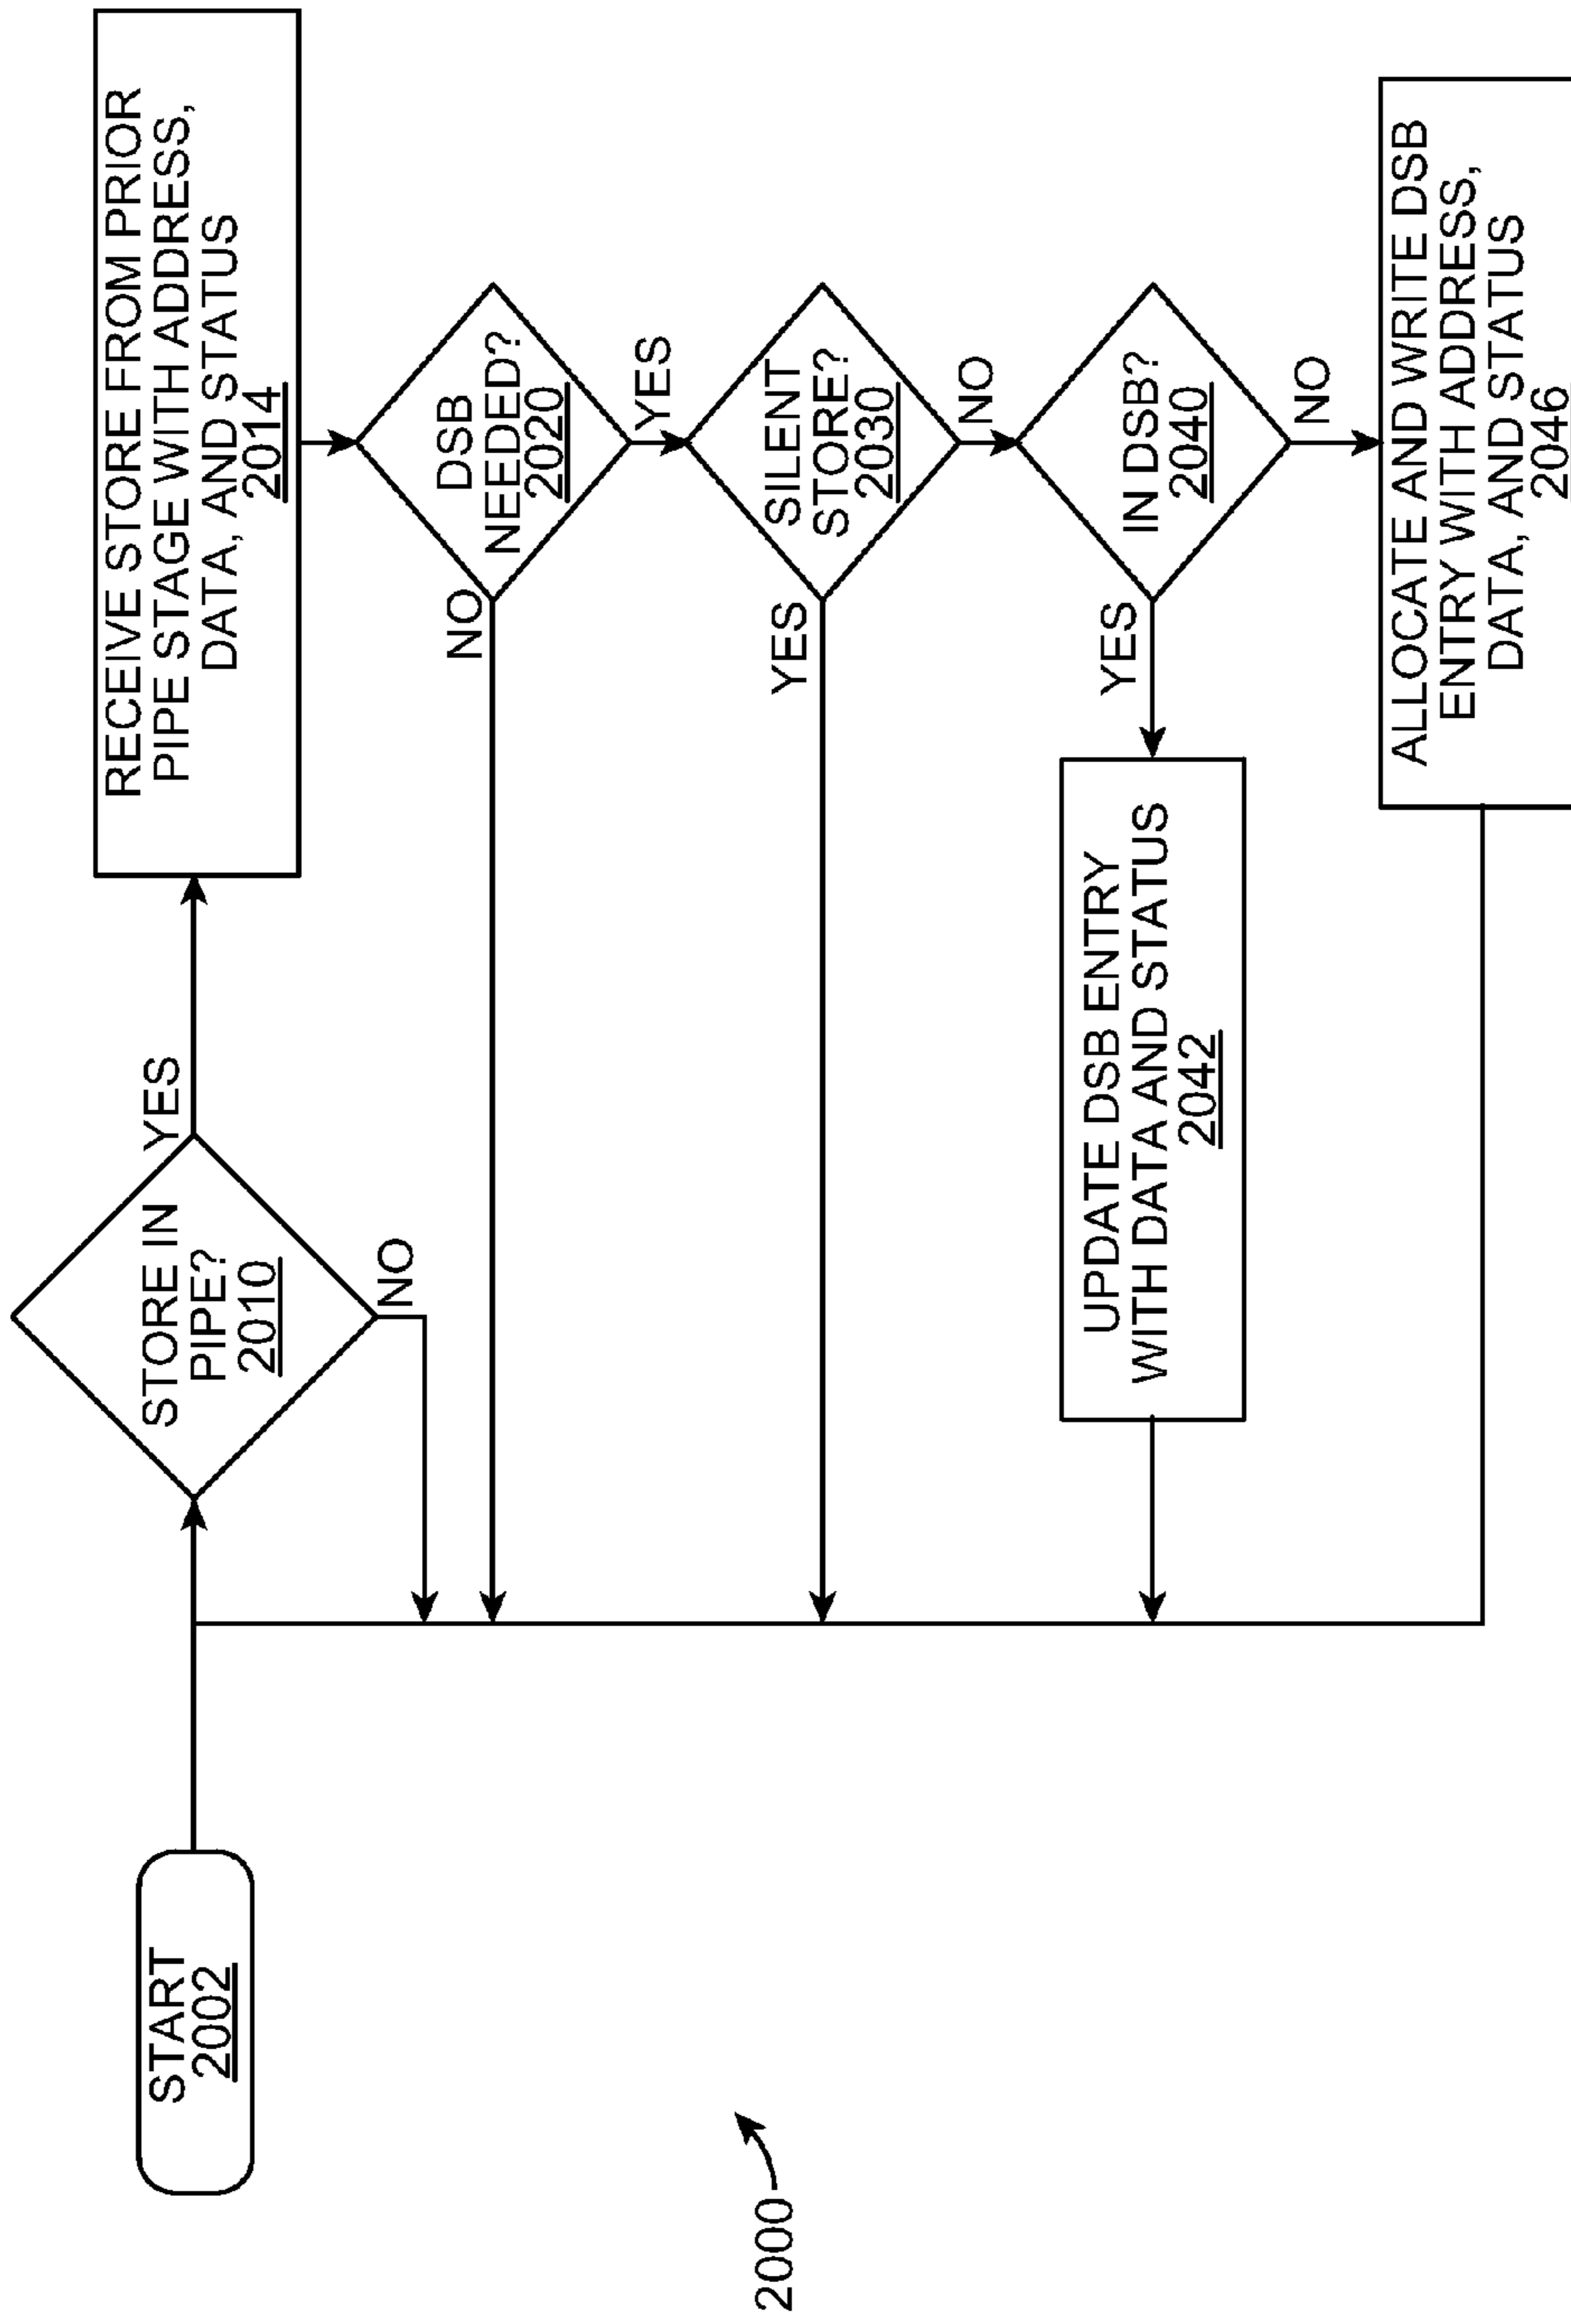 START
2002
STORE IN
PIPE?
2010
YES
NO
RECEIVE STORE FROM PRIOR
PIPE STAGE WITH ADDRESS,
DATA, AND STATUS
2014
DSB
NEEDED?
2020
NO
YES
SILENT
STORE?
2030
YES
NO
IN DSB?
2040
YES
NO
UPDATE DSB ENTRY
WITH DATA AND STATUS
2042
ALLOCATE AND WRITE DSB
ENTRY WITH ADDRESS,
DATA, AND STATUS
2046
2000